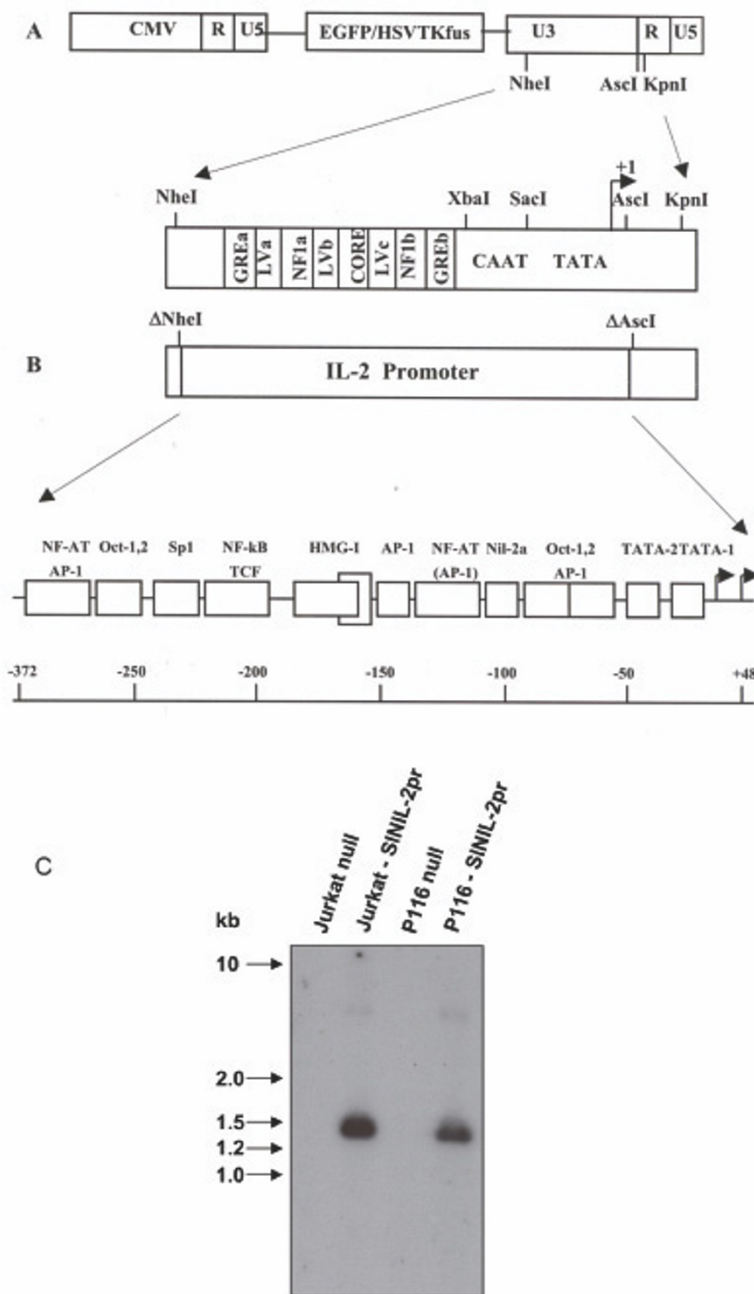 A
CMV R U5 EGFP/HSVTKfus U3 R U5
NheI AscI KpnI
+1
NheI XbaI SacI AscI KpnI
GREa LVa NF1a LVb CORE LVc NF1b GREb CAAT TATA
ΔNheI ΔAscI
B
IL-2 Promoter
NF-AT Oct-1,2 Sp1 NF-kB HMG-I AP-1 NF-AT Nil-2a Oct-1,2 TATA-2 TATA-1
AP-1 TCF (AP-1) AP-1
-372 -250 -200 -150 -100 -50 +48
C
Jurkat null
Jurkat - SINIL-2pr
P116 null
P116 - SINIL-2pr
kb
10
2.0
1.5
1.2
1.0